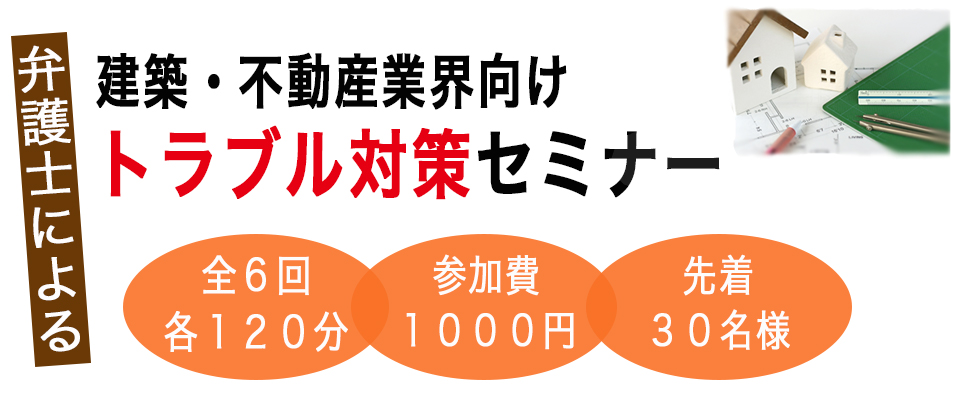 弁護士による
建築・不動産業界向け
トラブル対策セミナー
全６回
各１２０分
参加費
１０００円
先着
３０名様